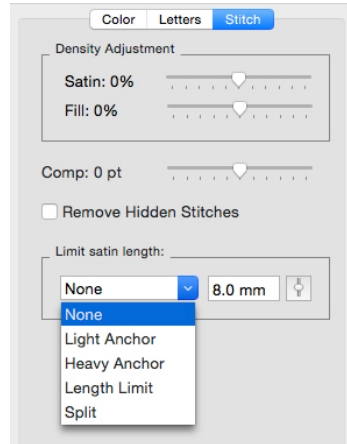 Color Letters Stitch
Density Adjustment
Satin: 0%
Fill: 0%
Comp: 0 pt
Remove Hidden Stitches
Limit satin length:
None 8.0 mm
None
Light Anchor
Heavy Anchor
Length Limit
Split